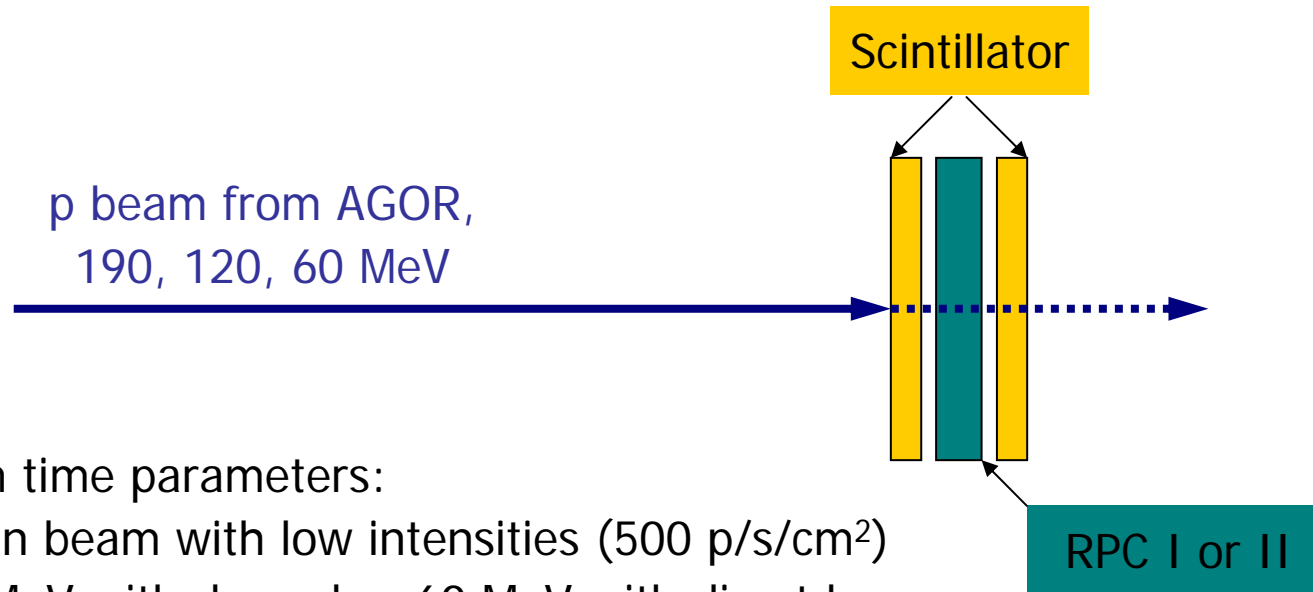 Scintillator
p beam from AGOR,
190, 120, 60 MeV
time parameters:
beam with low intensities (500 p/s/cm²)
RPC I or II